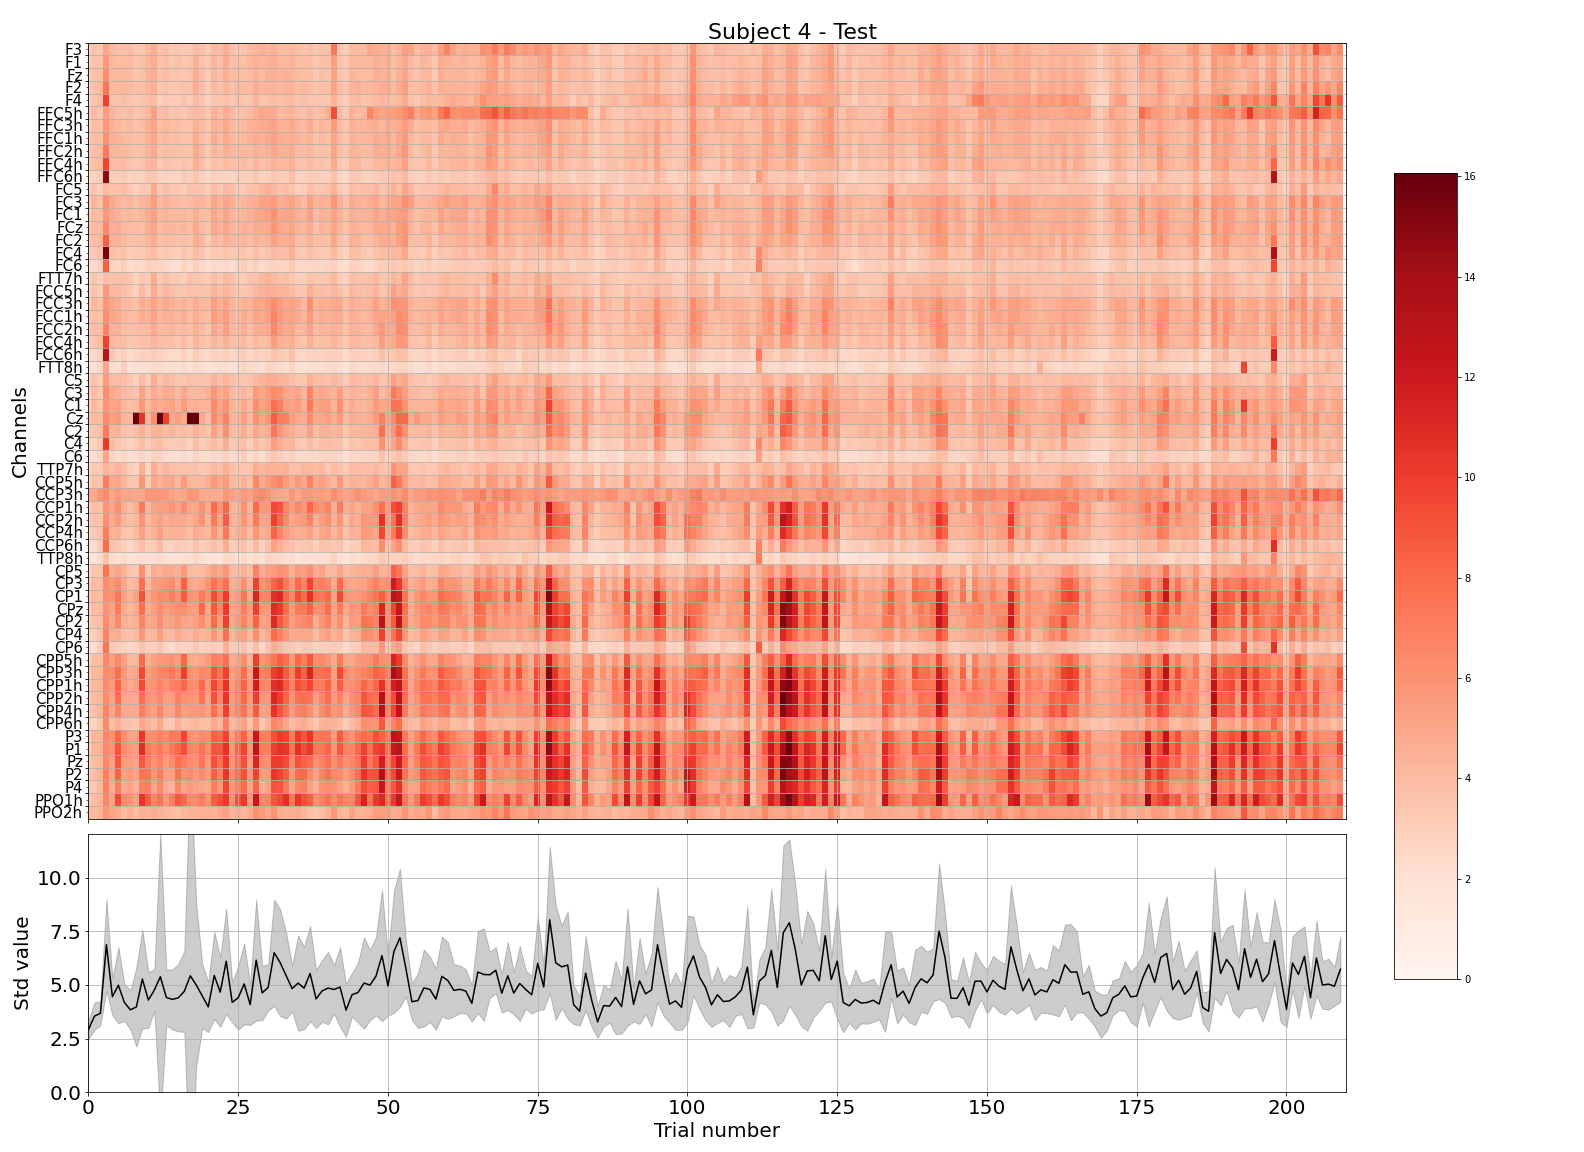 Subject 4 - Test
F3
F1
Fz
F2
F4
FFC5h
FFC3h
FFC1h
FFC2h
FFC4h
FFC6h
FC5
FC3
FC1
FCz
FC2
FC4
FC6
FTT7h
FCC5h
FCC3h
FCC1h
FCC2h
FCC4h
FCC6h
FTT8h
C5
C3
C1
Cz
C2
C4
C6
TTP7h
CCP5h
CCP3h
CCP1h
CCP2h
CCP4h
CCP6h
TTP8h
CP5
CP3
CP1
CPz
CP2
CP4
CP6
CPP5h
CPP3h
CPP1h
CPP2h
CPP4h
CPP6h
P3
P1
Pz
P2
P4
PPO1h
PPO2h
Channels
16
14
12
10
8
6
4
2
0
10.0
7.5
5.0
2.5
0.0
Std value
0 25 50 75 100 125 150 175 200
Trial number